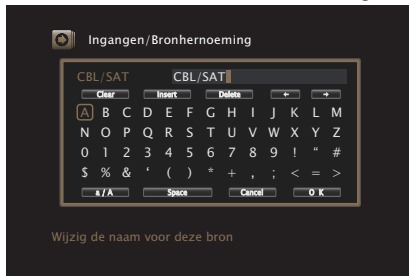 Ingangen/Bronhernoeming
CBL/SAT CBL/SAT
Clear Insert Delete ← →
A B C D E F G H I J K L M
N O P Q R S T U V W X Y Z
0 1 2 3 4 5 6 7 8 9 ! “ #
$ % & ‘ ( ) * + , ; < = >
a / A Space Cancel O K
Wijzig de naam voor deze bron